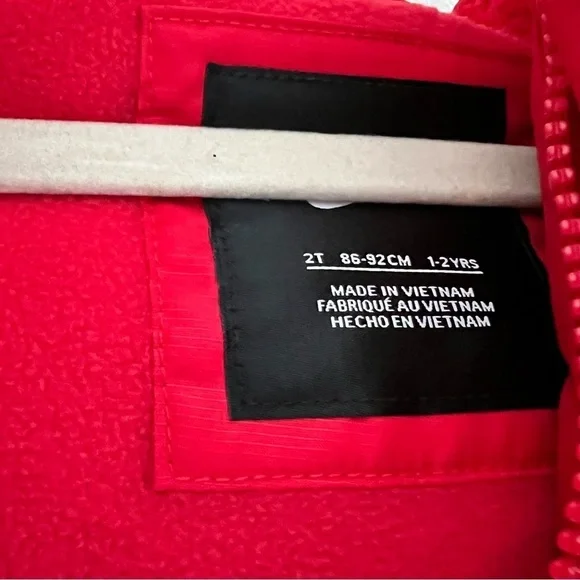 2T 86-92CM 1-2YRS
MADE IN VIETNAM
FABRIQUÉ AU VIETNAM
HECHO EN VIETNAM